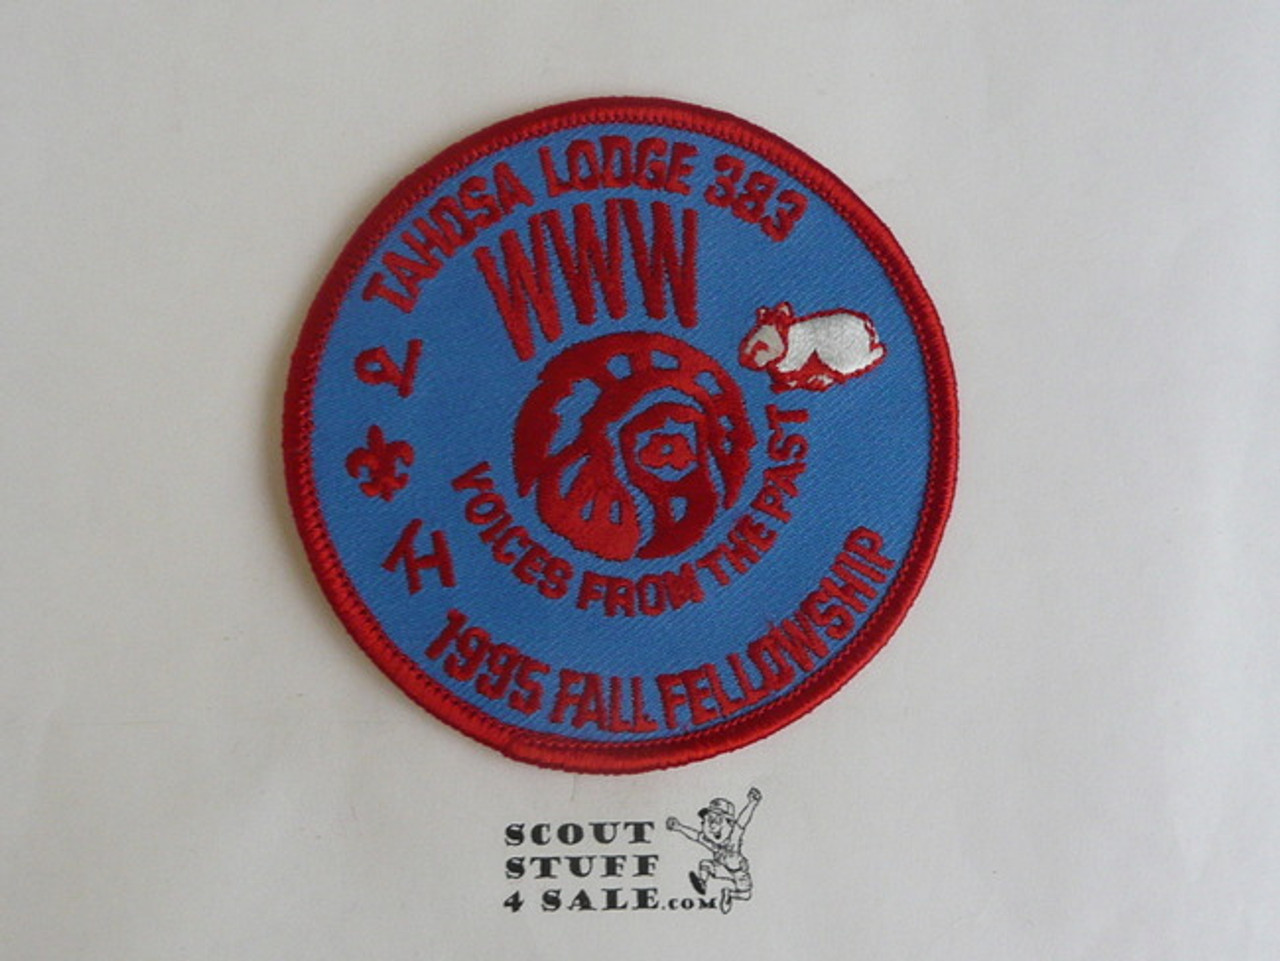 TAHOSA LODGE 383
WWW
VOICES FROM THE PAST
1995 FALL FELLOWSHIP
SCOUT
STUFF
4 SALE.COM